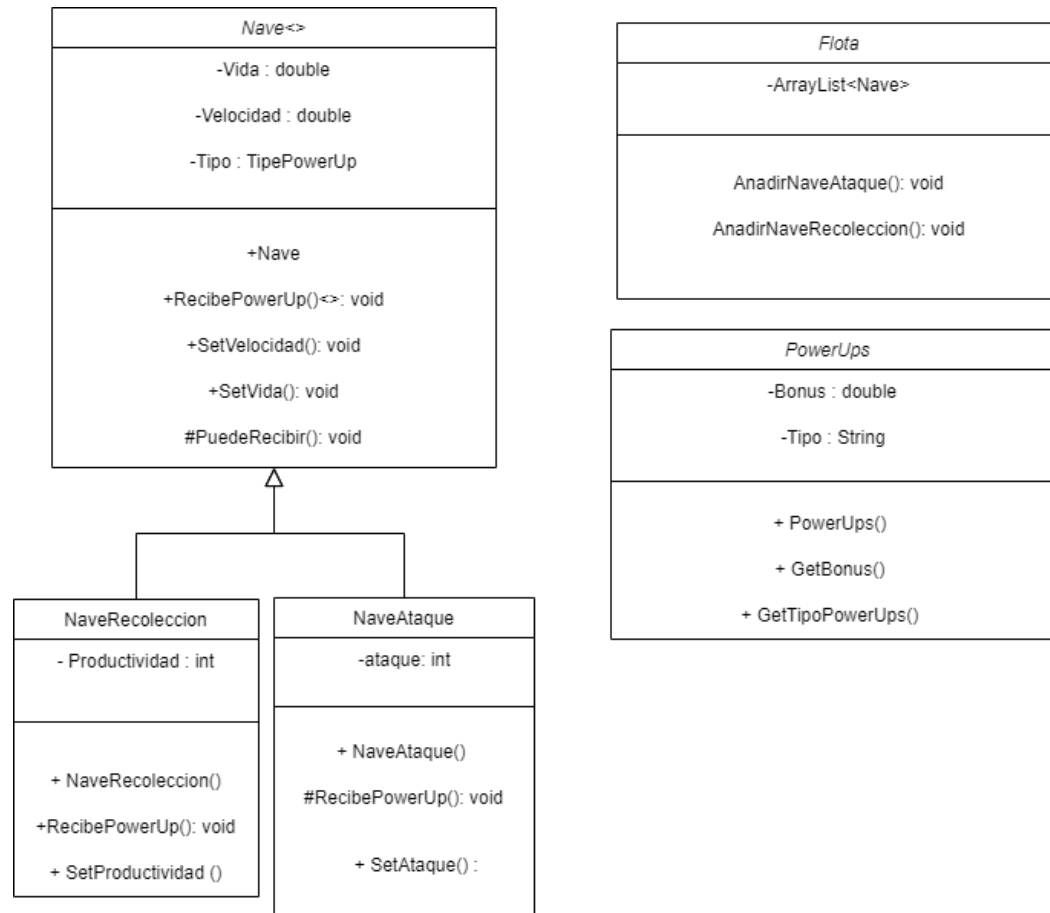 Nave<>
-Vida : double
-Velocidad : double
-Tipo : TipePowerUp
+Nave
+RecibePowerUp()<>: void
+SetVelocidad(): void
+SetVida(): void
#PuedeRecibir(): void
Flota
-ArrayList<Nave>
AnadirNaveAtaque(): void
AnadirNaveRecoleccion(): void
PowerUps
-Bonus : double
-Tipo : String
+ PowerUps()
+ GetBonus()
+ GetTipoPowerUps()
NaveRecoleccion
- Productividad : int
+ NaveRecoleccion()
+RecibePowerUp(): void
+ SetProductividad ()
NaveAtaque
-ataque: int
+ NaveAtaque()
#RecibePowerUp(): void
+ SetAtaque() :